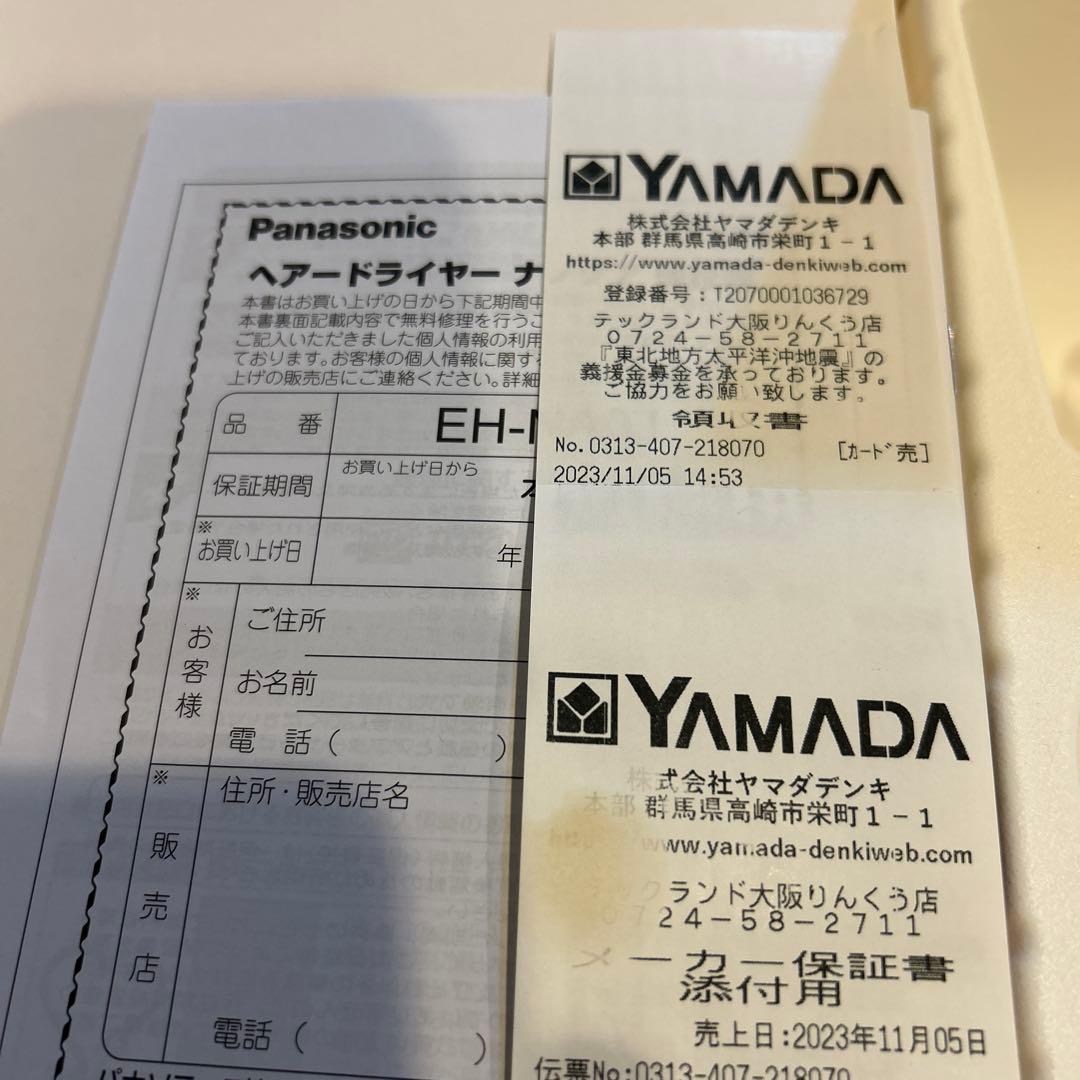 Panasonic
ヘアードライヤー ナ
本書はお買い上げの日から下記期間中
本書裏面記載内容で無料修理を行うこ
ご記入いただきました個人情報の利用
ております。お客様の個人情報に関する
上げの販売店にご連絡ください。詳細
品 番
EH-N
保証期間
お買い上げ日から
※
お買い上げ日
年
※
お客様
ご住所
お名前
電 話 ( )
※
販売店
住所・販売店名
電話 ( )
YAMADA
株式会社ヤマダデンキ
本部 群馬県高崎市栄町1-1
https://www.yamada-denkiweb.com
登録番号:T2070001036729
テックランド大阪りんくう店
0724-58-2711
『東北地方太平洋沖地震』の
義援金募金を承っております。
ご協力をお願い致します。
領収書
No.0313-407-218070 [カード売]
2023/11/05 14:53
YAMADA
株式会社ヤマダデンキ
本部 群馬県高崎市栄町1-1
www.yamada-denkiweb.com
テックランド大阪りんくう店
0724-58-2711
メーカー保証書
添付用
売上日:2023年11月05日
伝票No:0313-407-218070